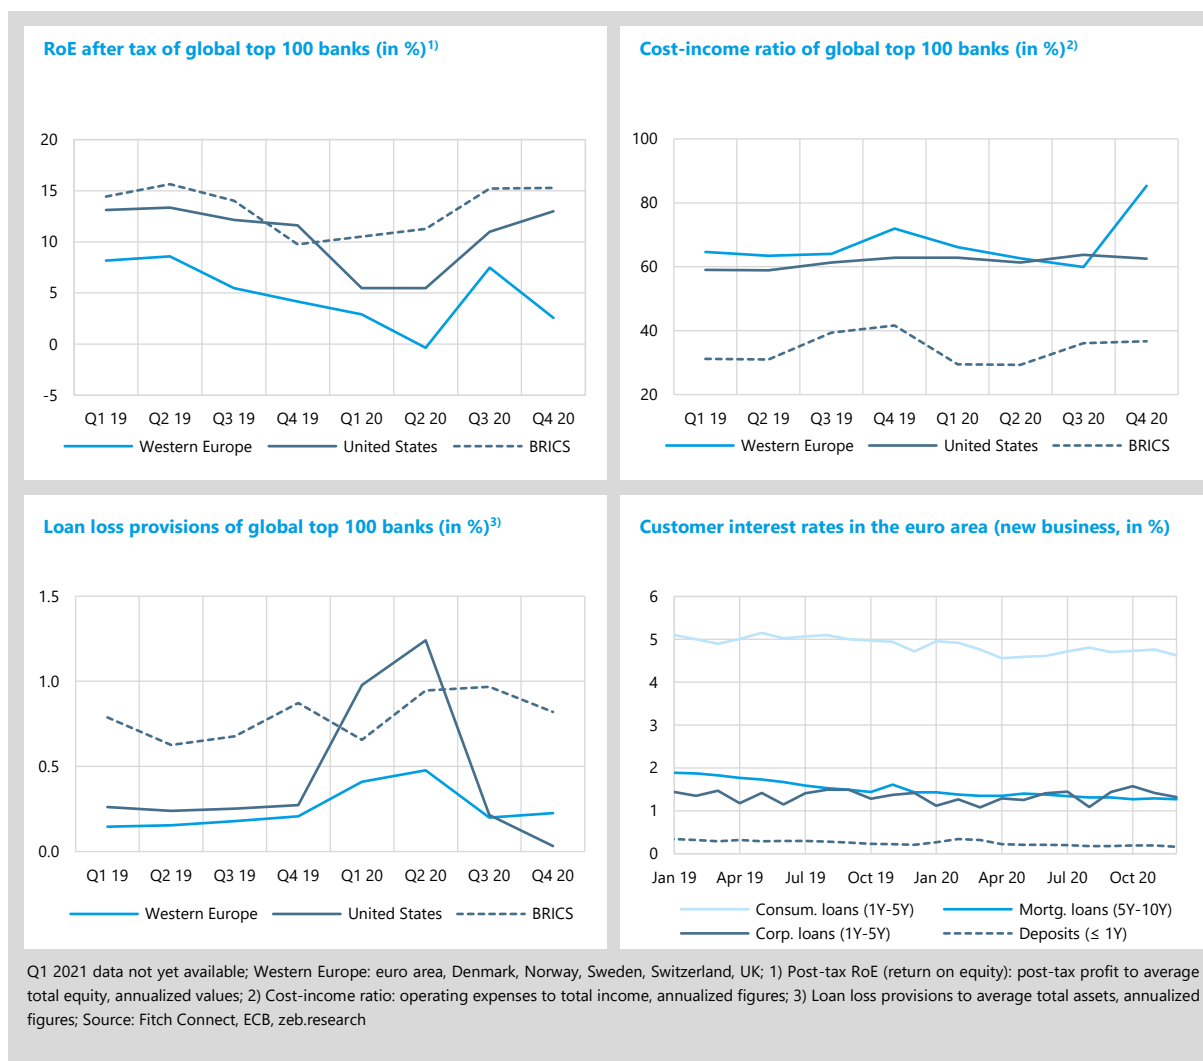 RoE after tax of global top 100 banks (in %)1)
20
15
10
5
0
-5
Q1 19 Q2 19 Q3 19 Q4 19 Q1 20 Q2 20 Q3 20 Q4 20
Western Europe United States BRICS
Cost-income ratio of global top 100 banks (in %)2)
100
80
60
40
20
Q1 19 Q2 19 Q3 19 Q4 19 Q1 20 Q2 20 Q3 20 Q4 20
Western Europe United States BRICS
Loan loss provisions of global top 100 banks (in %)3)
1.5
1.0
0.5
0.0
Q1 19 Q2 19 Q3 19 Q4 19 Q1 20 Q2 20 Q3 20 Q4 20
Western Europe United States BRICS
Customer interest rates in the euro area (new business, in %)
6
5
4
3
2
1
0
Jan 19 Apr 19 Jul 19 Oct 19 Jan 20 Apr 20 Jul 20 Oct 20
Consum. loans (1Y-5Y) Mortg. loans (5Y-10Y)
Corp. loans (1Y-5Y) Deposits (≤ 1Y)
Q1 2021 data not yet available; Western Europe: euro area, Denmark, Norway, Sweden, Switzerland, UK; 1) Post-tax RoE (return on equity): post-tax profit to average
total equity, annualized values; 2) Cost-income ratio: operating expenses to total income, annualized figures; 3) Loan loss provisions to average total assets, annualized
figures; Source: Fitch Connect, ECB, zeb.research